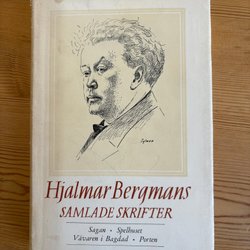 Hjalmar Bergmans
SAMLADE SKRIFTER
Sagan • Spelhuset
Vävaren i Bagdad • Porten